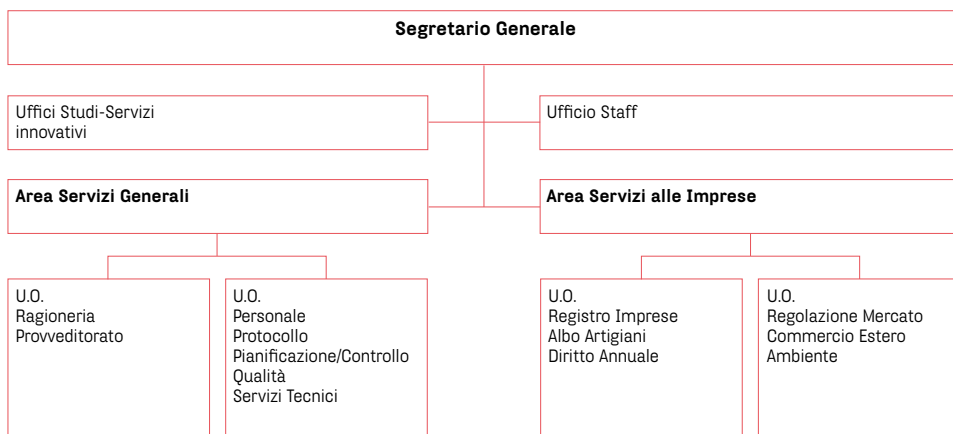 Segretario Generale
Uffici Studi-Servizi
innovativi
Ufficio Staff
Area Servizi Generali
Area Servizi alle Imprese
U.O.
Ragioneria
Provveditorato
U.O.
Personale
Protocollo
Pianificazione/Controllo
Qualità
Servizi Tecnici
U.O.
Registro Imprese
Albo Artigiani
Diritto Annuale
U.O.
Regolazione Mercato
Commercio Estero
Ambiente